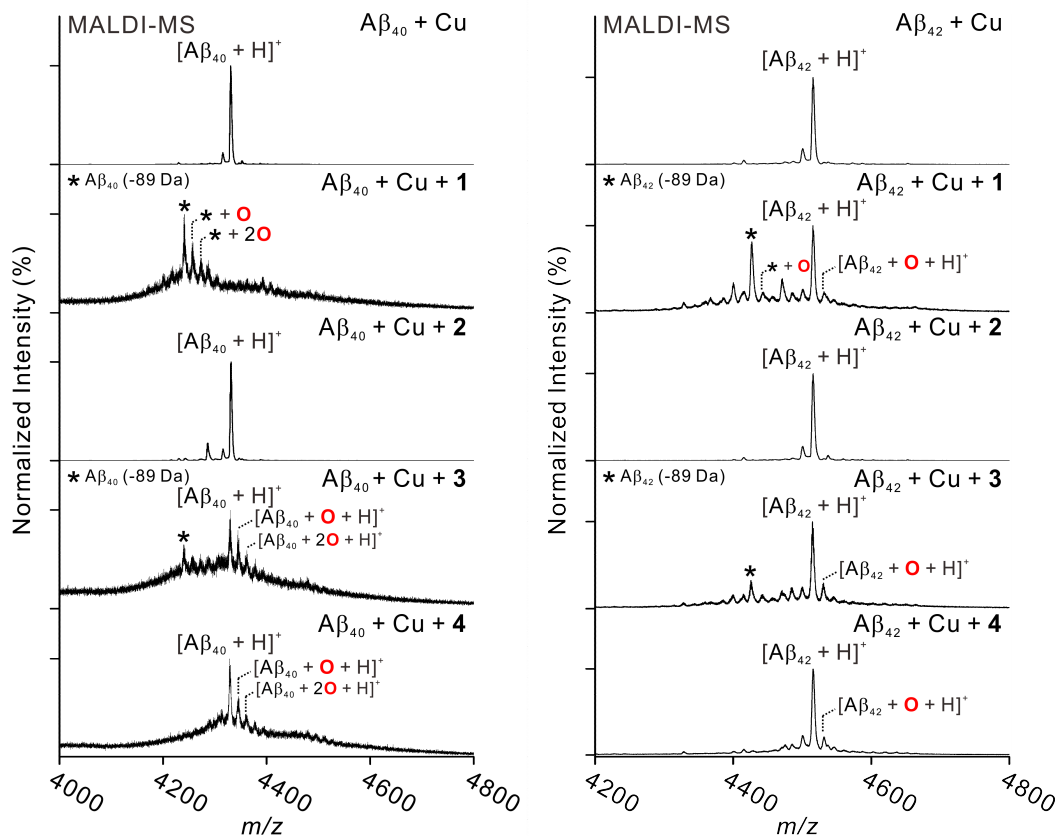 MALDI-MS
Aβ₄₀ + Cu
[Aβ₄₀ + H]⁺
* Aβ₄₀ (-89 Da)
Aβ₄₀ + Cu + 1
*
* + O
* + 2O
Aβ₄₀ + Cu + 2
[Aβ₄₀ + H]⁺
* Aβ₄₀ (-89 Da)
Aβ₄₀ + Cu + 3
[Aβ₄₀ + H]⁺
[Aβ₄₀ + O + H]⁺
[Aβ₄₀ + 2O + H]⁺
*
Aβ₄₀ + Cu + 4
[Aβ₄₀ + H]⁺
[Aβ₄₀ + O + H]⁺
[Aβ₄₀ + 2O + H]⁺
Normalized Intensity (%)
4000 4200 4400 4600 4800
m/z
MALDI-MS
Aβ₄₂ + Cu
[Aβ₄₂ + H]⁺
* Aβ₄₂ (-89 Da)
Aβ₄₂ + Cu + 1
[Aβ₄₂ + H]⁺
*
* + O
[Aβ₄₂ + O + H]⁺
Aβ₄₂ + Cu + 2
[Aβ₄₂ + H]⁺
* Aβ₄₂ (-89 Da)
Aβ₄₂ + Cu + 3
[Aβ₄₂ + H]⁺
*
[Aβ₄₂ + O + H]⁺
Aβ₄₂ + Cu + 4
[Aβ₄₂ + H]⁺
[Aβ₄₂ + O + H]⁺
Normalized Intensity (%)
4200 4400 4600 4800
m/z